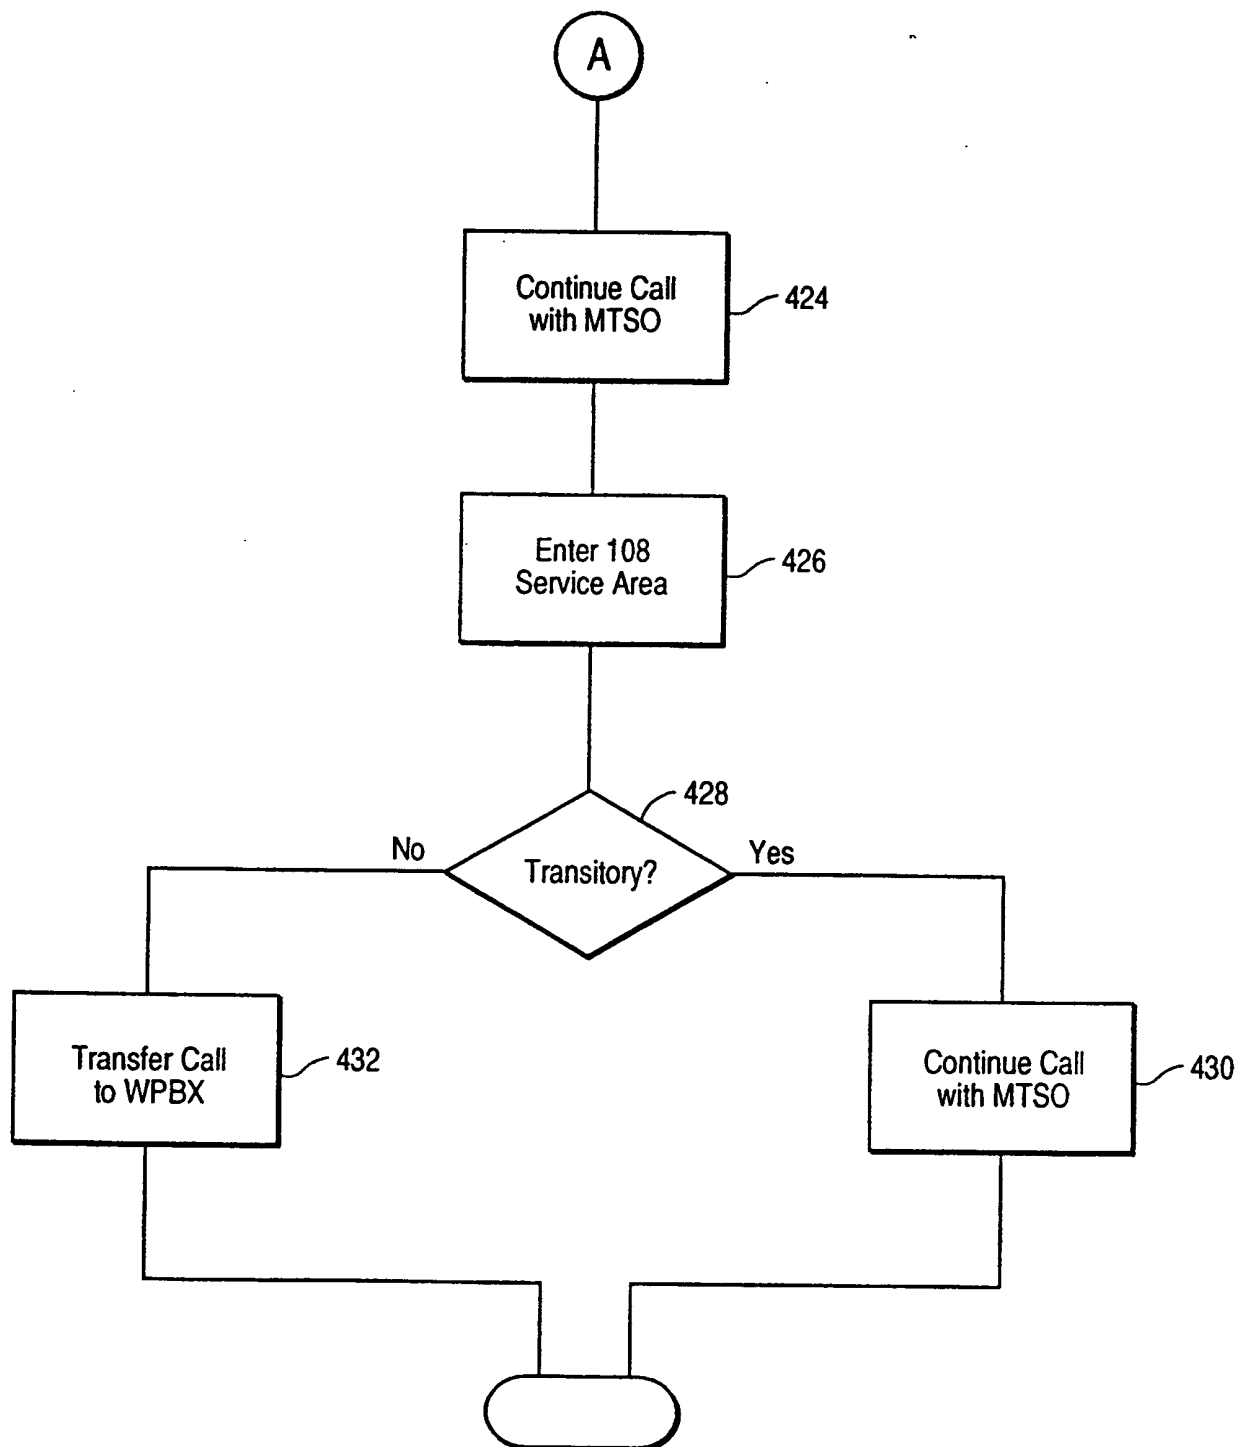 A
Continue Call
with MTSO
424
Enter 108
Service Area
426
428
No
Transitory?
Yes
Transfer Call
to WPBX
432
Continue Call
with MTSO
430